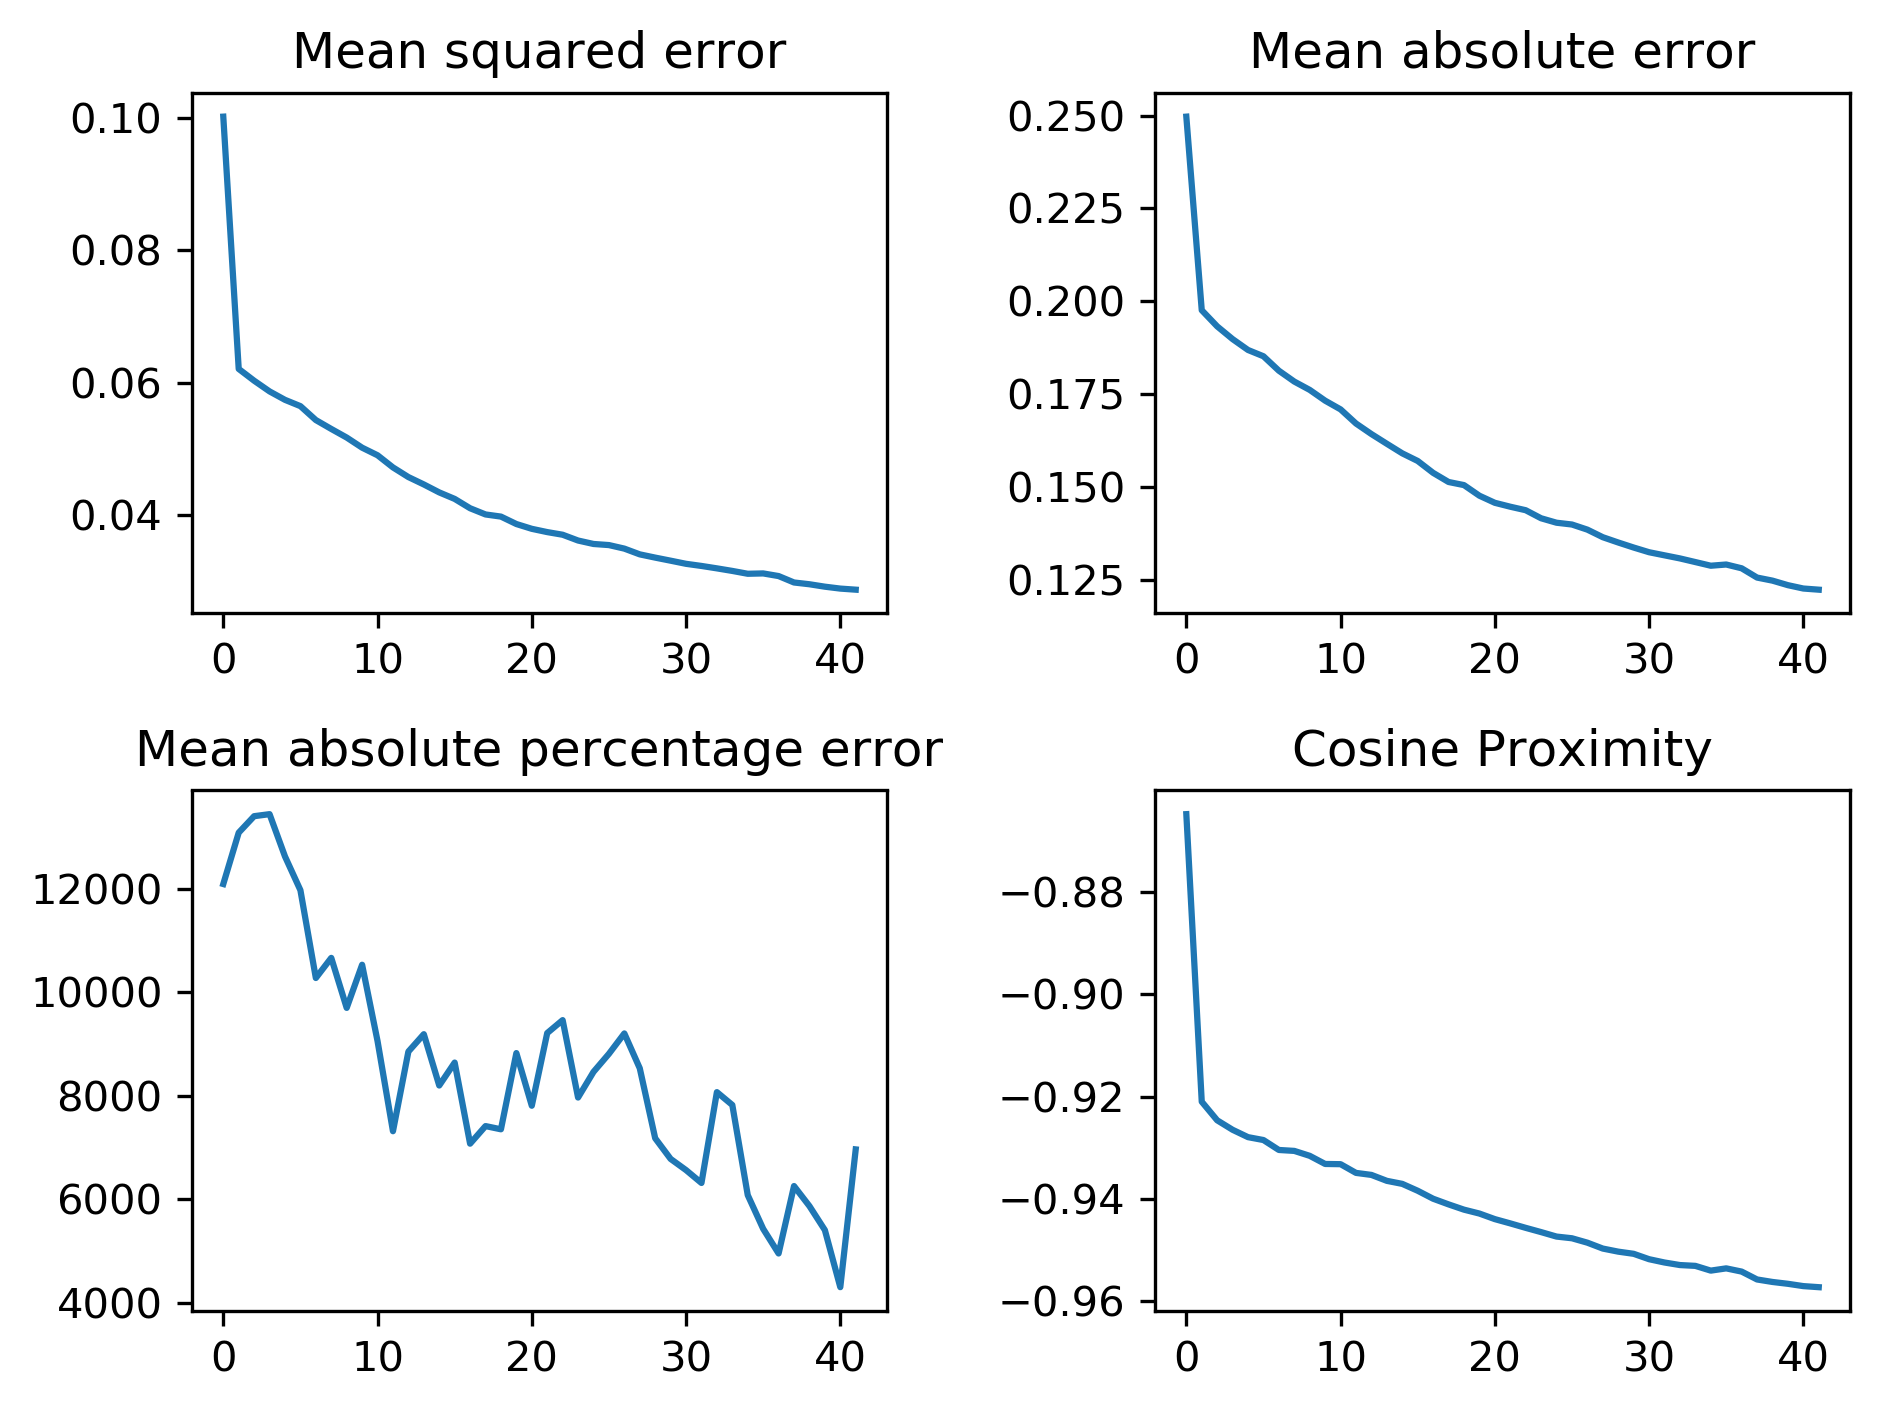 Mean squared error
0.10
0.08
0.06
0.04
0 10 20 30 40
Mean absolute error
0.250
0.225
0.200
0.175
0.150
0.125
0 10 20 30 40
Mean absolute percentage error
12000
10000
8000
6000
4000
0 10 20 30 40
Cosine Proximity
−0.88
−0.90
−0.92
−0.94
−0.96
0 10 20 30 40